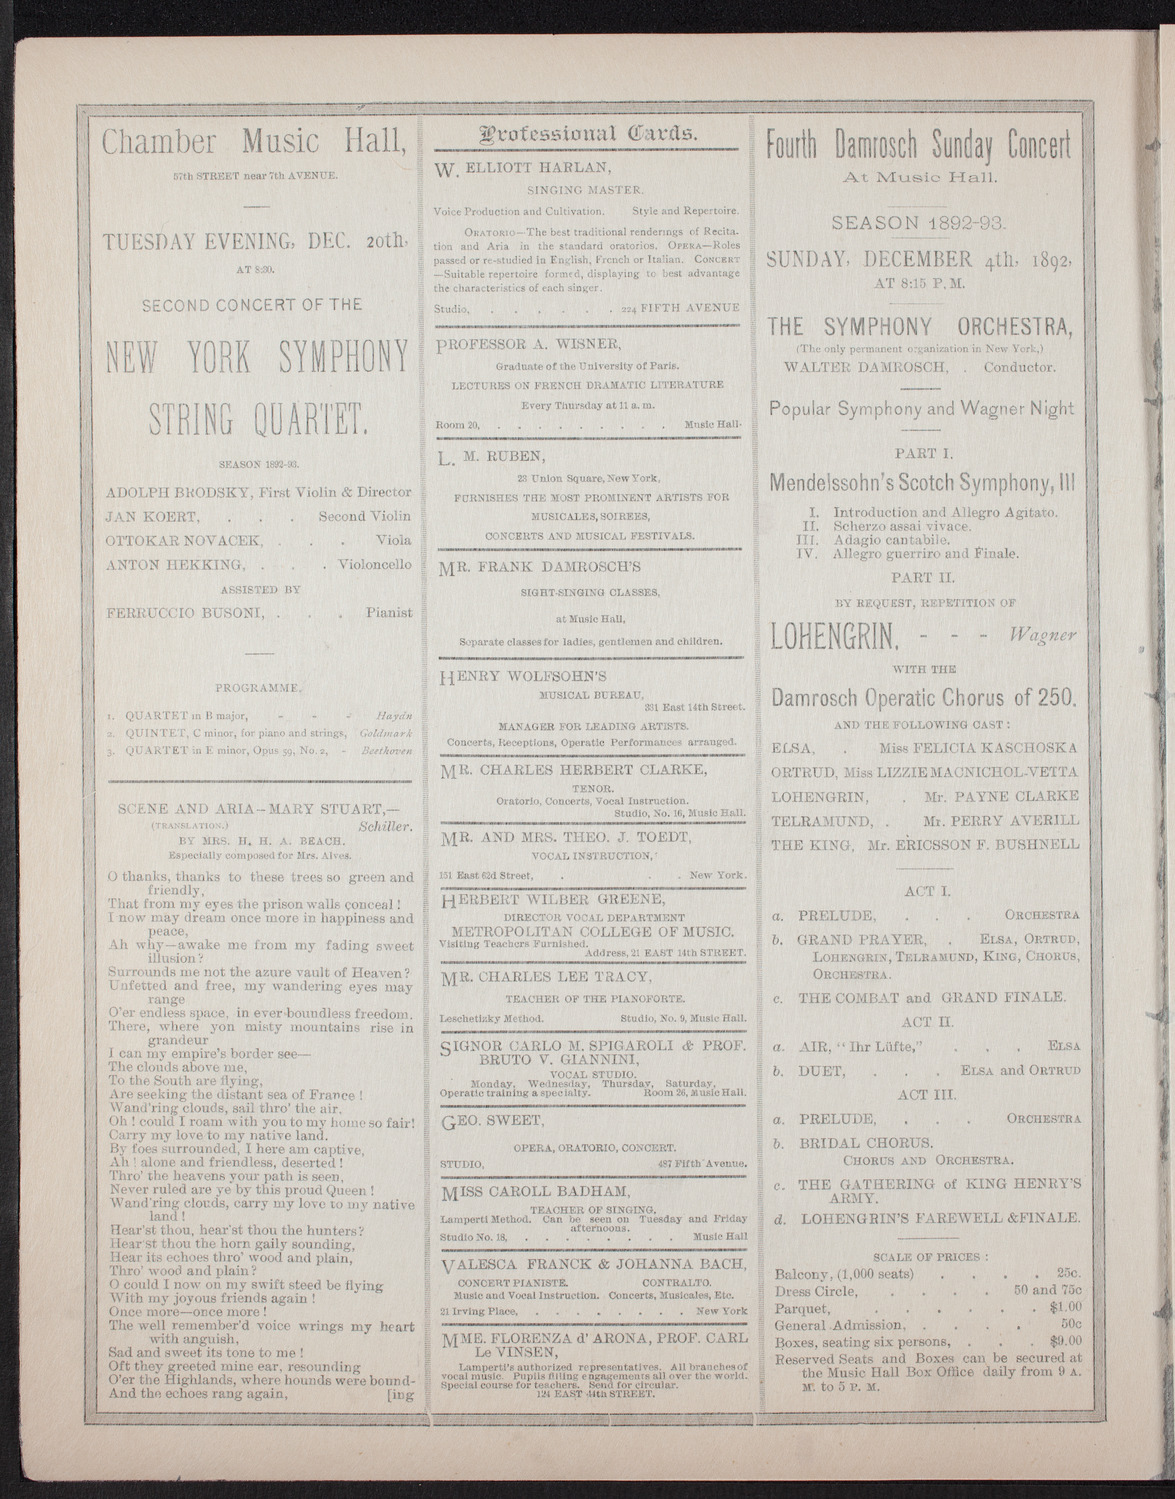 Chamber Music Hall,
57th STREET near 7th AVENUE.
TUESDAY EVENING, DEC. 20th,
AT 8:20.
SECOND CONCERT OF THE
NEW YORK SYMPHONY
STRING QUARTET.
SEASON 1892-93.
ADOLPH BRODSKY, First Violin & Director
JAN KOERT, . . . Second Violin
OTTOKAR NOVACEK, . . . Viola
ANTON HEKKING, . . . Violoncello
ASSISTED BY
FERRUCCIO BUSONI, . . . Pianist
PROGRAMME.
1. QUARTET in B major, - - - Haydn
2. QUINTET, C minor, for piano and strings, Goldmark
3. QUARTET in E minor, Opus 59, No. 2, - Beethoven
SCENE AND ARIA—MARY STUART,—
(TRANSLATION.) Schiller.
BY MRS. H. H. A. BEACH.
Especially composed for Mrs. Alves.
O thanks, thanks to these trees so green and
friendly,
That from my eyes the prison walls conceal !
I now may dream once more in happiness and
peace,
Ah why—awake me from my fading sweet
illusion ?
Surrounds me not the azure vault of Heaven ?
Unfetted and free, my wandering eyes may
range
O'er endless space, in ever-boundless freedom.
There, where yon misty mountains rise in
grandeur
I can my empire's border see—
The clouds above me,
To the South are flying,
Are seeking the distant sea of France !
Wand'ring clouds, sail thro' the air.
Oh ! could I roam with you to my home so fair!
Carry my love to my native land.
By foes surrounded, I here am captive,
Ah ! alone and friendless, deserted !
Thro' the heavens your path is seen,
Never ruled are ye by this proud Queen !
Wand'ring clouds, carry my love to my native
land !
Hear'st thou, hear'st thou the hunters?
Hear'st thou the horn gaily sounding,
Hear its echoes thro' wood and plain,
Thro' wood and plain ?
O could I now on my swift steed be flying
With my joyous friends again !
Once more—once more !
The well remember'd voice wrings my heart
with anguish,
Sad and sweet its tone to me !
Oft they greeted mine ear, resounding
O'er the Highlands, where hounds were bound-
And the echoes rang again, [ing
Professional Cards.
W. ELLIOTT HARLAN,
SINGING MASTER.
Voice Production and Cultivation. Style and Repertoire.
ORATORIO—The best traditional renderings of Recita-
tion and Aria in the standard oratorios. OPERA—Roles
passed or re-studied in English, French or Italian. CONCERT
—Suitable repertoire formed, displaying to best advantage
the characteristics of each singer.
Studio, . . . . . . 224 FIFTH AVENUE
PROFESSOR A. WISNER,
Graduate of the University of Paris.
LECTURES ON FRENCH DRAMATIC LITERATURE
Every Thursday at 11 a. m.
Room 20, . . . . . . . . . Music Hall.
L. M. RUBEN,
23 Union Square, New York,
FURNISHES THE MOST PROMINENT ARTISTS FOR
MUSICALES, SOIREES,
CONCERTS AND MUSICAL FESTIVALS.
MR. FRANK DAMROSCH'S
SIGHT-SINGING CLASSES,
at Music Hall,
Separate classes for ladies, gentlemen and children.
HENRY WOLFSOHN'S
MUSICAL BUREAU,
331 East 14th Street.
MANAGER FOR LEADING ARTISTS.
Concerts, Receptions, Operatic Performances arranged.
MR. CHARLES HERBERT CLARKE,
TENOR.
Oratorio, Concerts, Vocal Instruction.
Studio, No. 16, Music Hall.
MR. AND MRS. THEO. J. TOEDT,
VOCAL INSTRUCTION,
151 East 62d Street, . . . New York.
HERBERT WILBER GREENE,
DIRECTOR VOCAL DEPARTMENT
METROPOLITAN COLLEGE OF MUSIC.
Visiting Teachers Furnished.
Address, 21 EAST 14th STREET.
MR. CHARLES LEE TRACY,
TEACHER OF THE PIANOFORTE.
Leschetizky Method. Studio, No. 9, Music Hall.
SIGNOR CARLO M. SPIGAROLI & PROF.
BRUTO V. GIANNINI,
VOCAL STUDIO.
Monday, Wednesday, Thursday, Saturday,
Operatic training a specialty. Room 26, Music Hall.
GEO. SWEET,
OPERA, ORATORIO, CONCERT.
STUDIO, 487 Fifth Avenue.
MISS CAROLL BADHAM,
TEACHER OF SINGING,
Lamperti Method. Can be seen on Tuesday and Friday
afternoons.
Studio No. 18, . . . . . . . . Music Hall
VALESCA FRANCK & JOHANNA BACH,
CONCERT PIANISTE. CONTRALTO.
Music and Vocal Instruction. Concerts, Musicales, Etc.
21 Irving Place, . . . . . . . . New York
MME. FLORENZA d' ARONA, PROF. CARL
Le VINSEN,
Lamperti's authorized representatives. All branches of
vocal music. Pupils filling engagements all over the world.
Special course for teachers. Send for circular.
124 EAST 44th STREET.
Fourth Damrosch Sunday Concert
At Music Hall.
SEASON 1892-93.
SUNDAY, DECEMBER 4th, 1892,
AT 8:15 P. M.
THE SYMPHONY ORCHESTRA,
(The only permanent organization in New York,)
WALTER DAMROSCH, . Conductor.
Popular Symphony and Wagner Night
PART I.
Mendelssohn's Scotch Symphony, III
I. Introduction and Allegro Agitato.
II. Scherzo assai vivace.
III. Adagio cantabile.
IV. Allegro guerriro and Finale.
PART II.
BY REQUEST, REPETITION OF
LOHENGRIN, - - - Wagner
WITH THE
Damrosch Operatic Chorus of 250.
AND THE FOLLOWING CAST :
ELSA, . Miss FELICIA KASCHOSKA
ORTRUD, Miss LIZZIE MACNICHOL-VETTA
LOHENGRIN, . Mr. PAYNE CLARKE
TELRAMUND, . Mr. PERRY AVERILL
THE KING, Mr. ERICSSON F. BUSHNELL
ACT I.
a. PRELUDE, . . . ORCHESTRA
b. GRAND PRAYER, . ELSA, ORTRUD,
LOHENGRIN, TELRAMUND, KING, CHORUS,
ORCHESTRA.
c. THE COMBAT and GRAND FINALE.
ACT II.
a. AIR, "Ihr Lüfte," . . . ELSA
b. DUET, . . . ELSA and ORTRUD
ACT III.
a. PRELUDE, . . . ORCHESTRA
b. BRIDAL CHORUS.
CHORUS AND ORCHESTRA.
c. THE GATHERING of KING HENRY'S
ARMY.
d. LOHENGRIN'S FAREWELL & FINALE.
SCALE OF PRICES :
Balcony, (1,000 seats) . . . . 25c.
Dress Circle, . . . . 50 and 75c
Parquet, . . . . . . $1.00
General Admission, . . . . 50c
Boxes, seating six persons, . . . $9.00
Reserved Seats and Boxes can be secured at
the Music Hall Box Office daily from 9 A.
M. to 5 P. M.